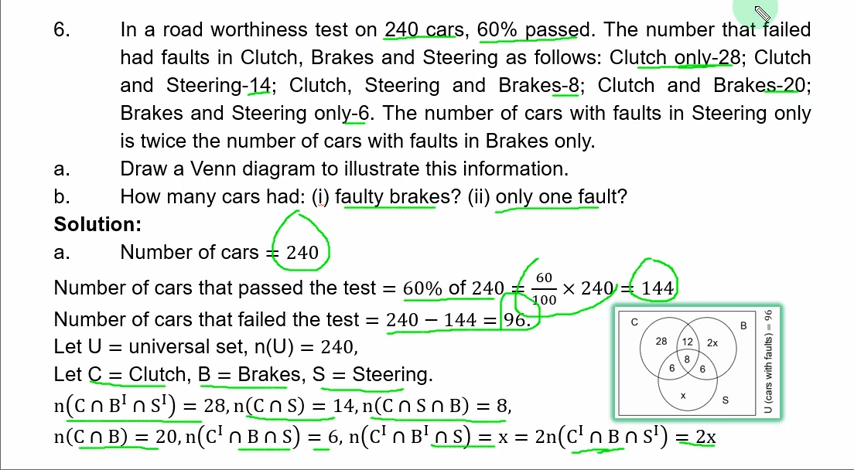 6. In a road worthiness test on 240 cars, 60% passed. The number that failed
had faults in Clutch, Brakes and Steering as follows: Clutch only-28; Clutch
and Steering-14; Clutch, Steering and Brakes-8; Clutch and Brakes-20;
Brakes and Steering only-6. The number of cars with faults in Steering only
is twice the number of cars with faults in Brakes only.
a. Draw a Venn diagram to illustrate this information.
b. How many cars had: (i) faulty brakes? (ii) only one fault?
Solution:
a. Number of cars = 240
Number of cars that passed the test = 60% of 240 = 60/100 × 240 = 144
Number of cars that failed the test = 240 − 144 = 96.
Let U = universal set, n(U) = 240,
Let C = Clutch, B = Brakes, S = Steering.
n(C ∩ Bᴵ ∩ Sᴵ) = 28, n(C ∩ S) = 14, n(C ∩ S ∩ B) = 8,
n(C ∩ B) = 20, n(Cᴵ ∩ B ∩ S) = 6, n(Cᴵ ∩ Bᴵ ∩ S) = x = 2n(Cᴵ ∩ B ∩ Sᴵ) = 2x
C B
28 12 2x
8
6 6
x S
U (cars with faults) = 96